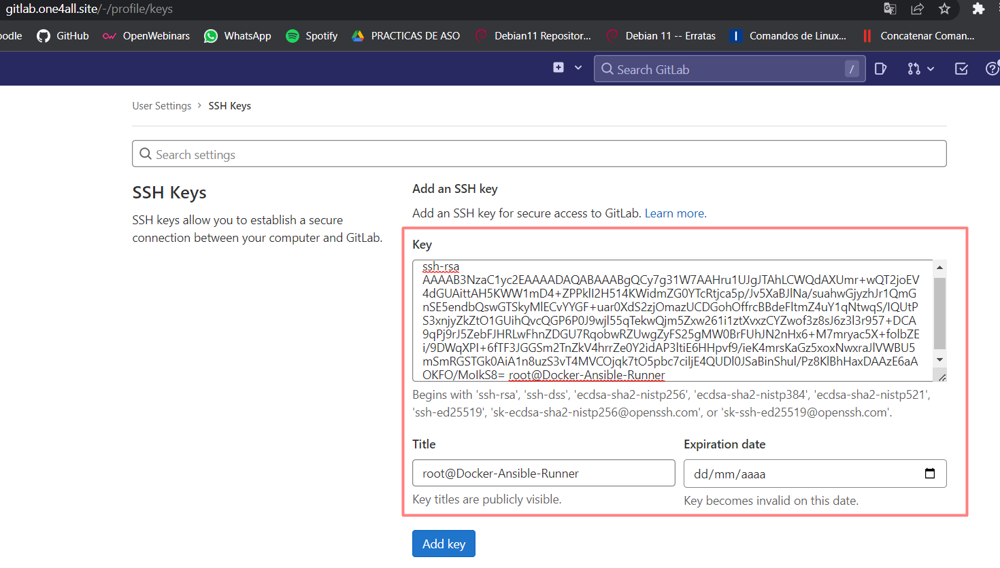 gitlab.one4all.site/-/profile/keys
oodle GitHub OpenWebinars WhatsApp Spotify PRACTICAS DE ASO Debian11 Repositor... Debian 11 -- Erratas Comandos de Linux... Concatenar Coman...
Search GitLab /
User Settings > SSH Keys
Search settings
SSH Keys
SSH keys allow you to establish a secure
connection between your computer and GitLab.
Add an SSH key
Add an SSH key for secure access to GitLab. Learn more.
Key
ssh-rsa
AAAAB3NzaC1yc2EAAAADAQABAAABgQCy7g31W7AAHru1UJgJTAhLCWQdAXUmr+wQT2joEV
4dGUAittAH5KWW1mD4+ZPPklI2H514KWidmZG0YTcRtjca5p/Jv5XaBJlNa/suahwGjyzhJr1QmG
nSE5endbQswGTSkyMlECvYYGF+uar0XdS2zjOmazUCDGohOffrcBBdeFltmZ4uY1qNtwqS/IQUtP
S3xnjyZkZtO1GUihQvcQGP6P0J9wjl55qTekwQjm5Zxw261i1ztXvxzCYZwof3z8sJ6z3l3r957+DCA
9qPj9rJ5ZebFJHRLwFhnZDGU7RqobwRZUwgZyFS25gMW0BrFUhJN2nHx6+M7mryac5X+folbZE
i/9DWqXPI+6fTF3JGGSm2TnZkV4hrrZe0Y2idAP3ltiE6HHpvf9/ieK4mrsKaGz5xoxNwxraJlVWBU5
mSmRGSTGk0AiA1n8uzS3vT4MVCOjqk7tO5pbc7ciljE4QUDl0JSaBinShul/Pz8KlBhHaxDAAzE6aA
OKFO/MoIkS8= root@Docker-Ansible-Runner
Begins with 'ssh-rsa', 'ssh-dss', 'ecdsa-sha2-nistp256', 'ecdsa-sha2-nistp384', 'ecdsa-sha2-nistp521',
'ssh-ed25519', 'sk-ecdsa-sha2-nistp256@openssh.com', or 'sk-ssh-ed25519@openssh.com'.
Title Expiration date
root@Docker-Ansible-Runner dd/mm/aaaa
Key titles are publicly visible. Key becomes invalid on this date.
Add key